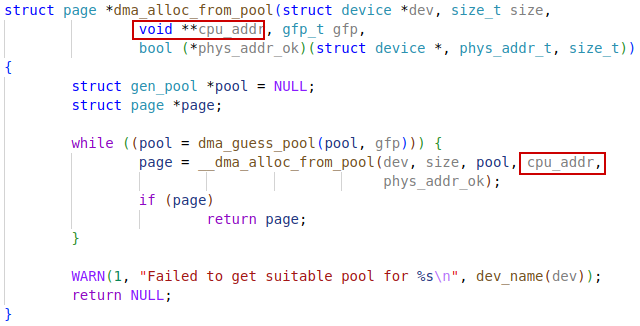 struct page *dma_alloc_from_pool(struct device *dev, size_t size,
void **cpu_addr, gfp_t gfp,
bool (*phys_addr_ok)(struct device *, phys_addr_t, size_t))
{
struct gen_pool *pool = NULL;
struct page *page;
while ((pool = dma_guess_pool(pool, gfp))) {
page = __dma_alloc_from_pool(dev, size, pool, cpu_addr,
phys_addr_ok);
if (page)
return page;
}
WARN(1, "Failed to get suitable pool for %s\n", dev_name(dev));
return NULL;
}